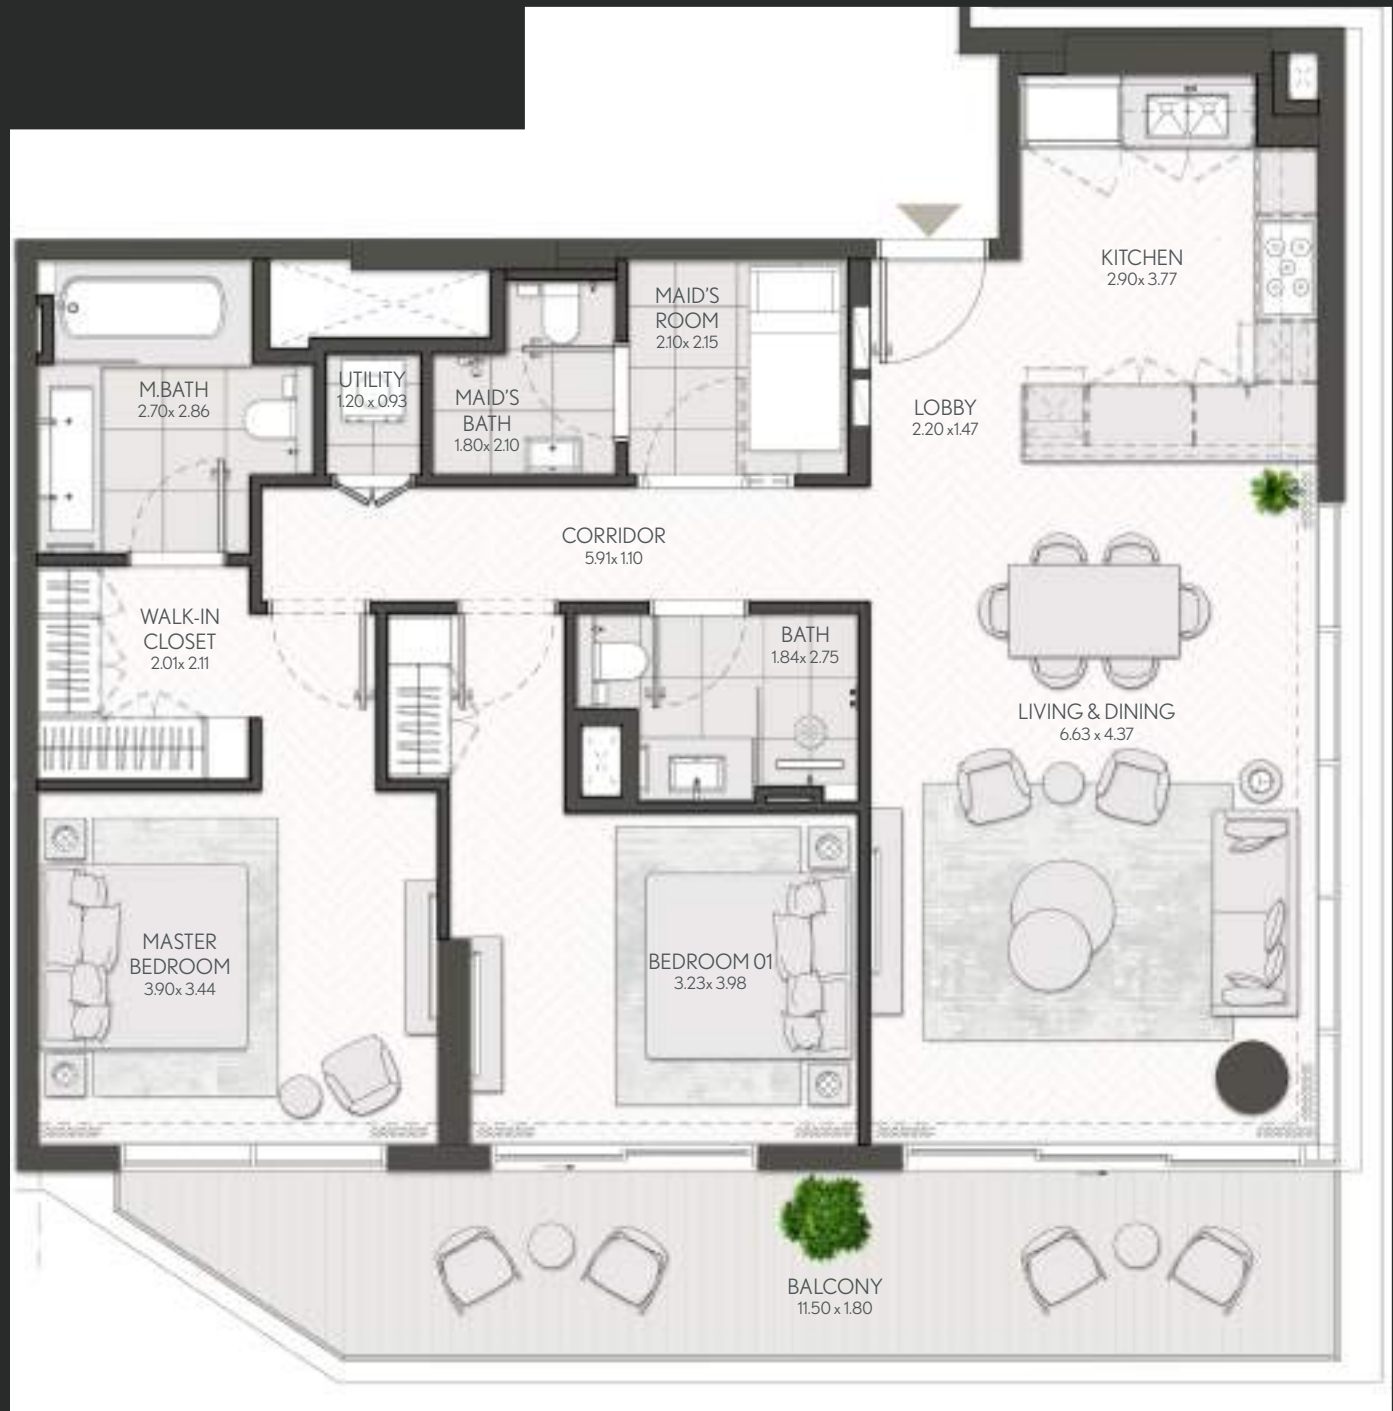 KITCHEN
2.90x 3.77
MAID'S
ROOM
2.10x 2.15
UTILITY
1.20 x 0.93
M.BATH
2.70x 2.86
MAID'S
BATH
1.80x 2.10
LOBBY
2.20 x1.47
CORRIDOR
5.91x 1.10
WALK-IN
CLOSET
2.01x 2.11
BATH
1.84x 2.75
LIVING & DINING
6.63 x 4.37
MASTER
BEDROOM
3.90x 3.44
BEDROOM 01
3.23x 3.98
BALCONY
11.50 x 1.80